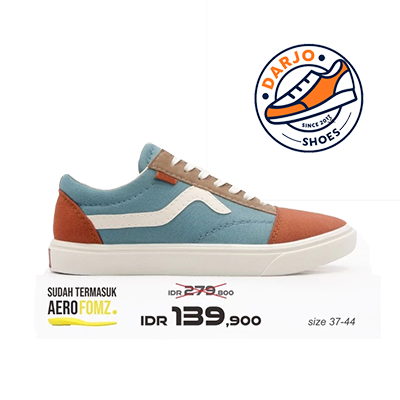 DARJO
SINCE 2013
SHOES
SUDAH TERMASUK
AEROFOMZ.
IDR 279,800
IDR 139,900
size 37-44